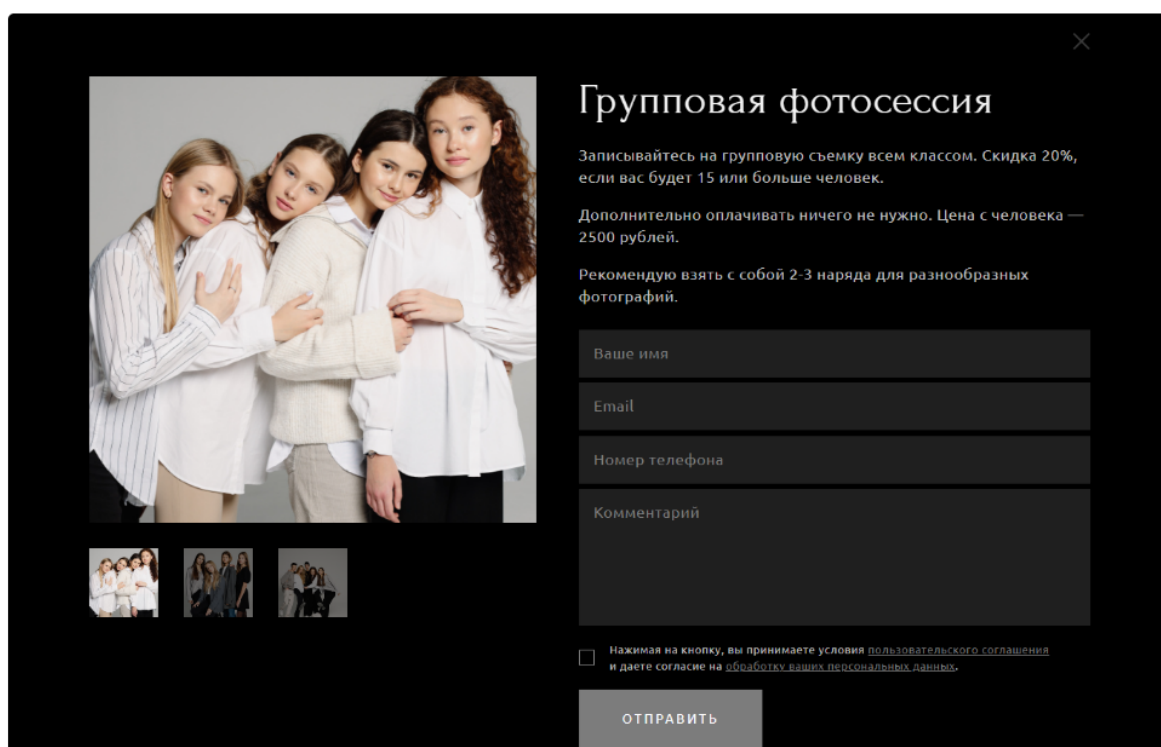 Групповая фотосессия
Записывайтесь на групповую съемку всем классом. Скидка 20%,
если вас будет 15 или больше человек.
Дополнительно оплачивать ничего не нужно. Цена с человека —
2500 рублей.
Рекомендую взять с собой 2-3 наряда для разнообразных
фотографий.
Ваше имя
Email
Номер телефона
Комментарий
Нажимая на кнопку, вы принимаете условия пользовательского соглашения
и даете согласие на обработку ваших персональных данных.
ОТПРАВИТЬ